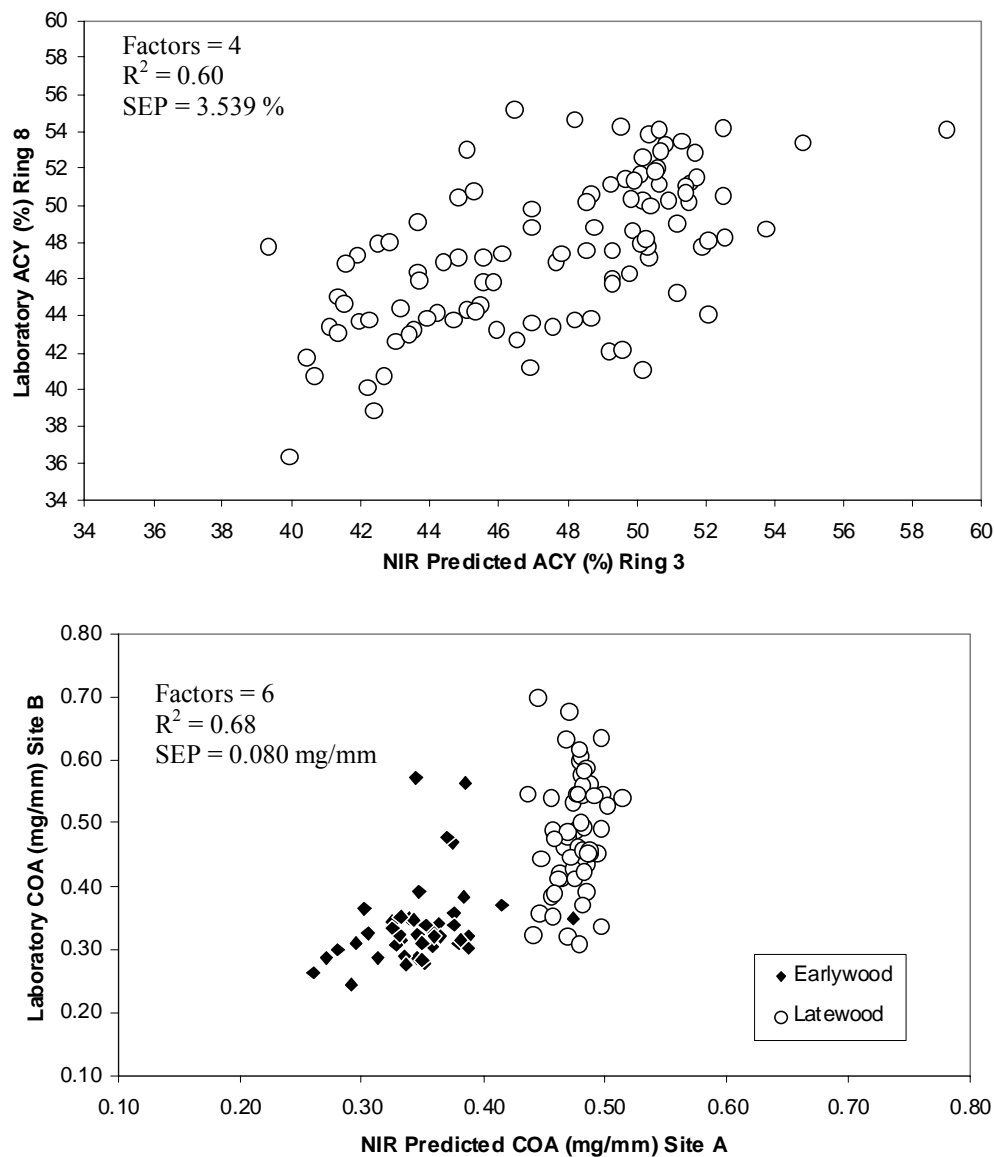 60
58
56
54
52
50
48
46
44
42
40
38
36
34
Laboratory ACY (%) Ring 8
Factors = 4
R² = 0.60
SEP = 3.539 %
34 36 38 40 42 44 46 48 50 52 54 56 58 60
NIR Predicted ACY (%) Ring 3
0.80
0.70
0.60
0.50
0.40
0.30
0.20
0.10
Laboratory COA (mg/mm) Site B
Factors = 6
R² = 0.68
SEP = 0.080 mg/mm
Earlywood
Latewood
0.10 0.20 0.30 0.40 0.50 0.60 0.70 0.80
NIR Predicted COA (mg/mm) Site A